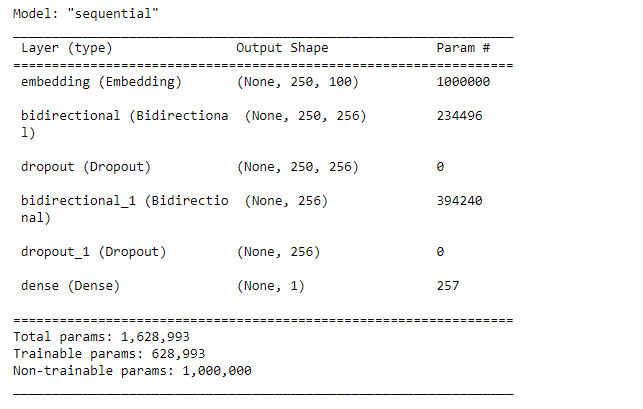 Model: "sequential"
_________________________________________________________________
Layer (type) Output Shape Param #
=================================================================
embedding (Embedding) (None, 250, 100) 1000000
bidirectional (Bidirectiona (None, 250, 256) 234496
l)
dropout (Dropout) (None, 250, 256) 0
bidirectional_1 (Bidirectio (None, 256) 394240
nal)
dropout_1 (Dropout) (None, 256) 0
dense (Dense) (None, 1) 257
=================================================================
Total params: 1,628,993
Trainable params: 628,993
Non-trainable params: 1,000,000
_________________________________________________________________